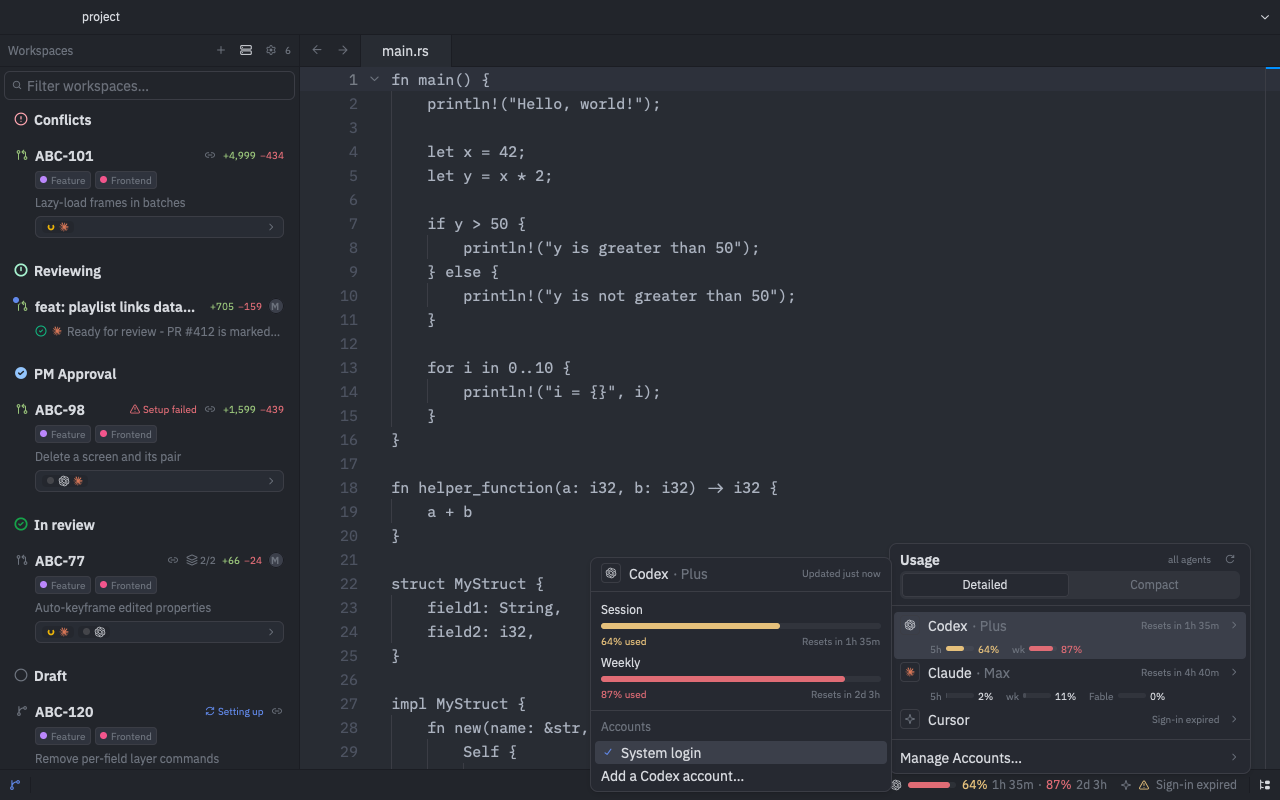 project
Workspaces
6
Filter workspaces...
Conflicts
ABC-101 +4,999 −434
Feature Frontend
Lazy-load frames in batches
Reviewing
feat: playlist links data... +705 −159 M
Ready for review - PR #412 is marked...
PM Approval
ABC-98 Setup failed +1,599 −439
Feature Frontend
Delete a screen and its pair
In review
ABC-77 2/2 +66 −24 M
Feature Frontend
Auto-keyframe edited properties
Draft
ABC-120 Setting up
Feature Frontend
Remove per-field layer commands
main.rs
1 fn main() {
2 println!("Hello, world!");
3
4 let x = 42;
5 let y = x * 2;
6
7 if y > 50 {
8 println!("y is greater than 50");
9 } else {
10 println!("y is not greater than 50");
11 }
12
13 for i in 0..10 {
14 println!("i = {}", i);
15 }
16 }
17
18 fn helper_function(a: i32, b: i32) -> i32 {
19 a + b
20 }
21
22 struct MyStruct {
23 field1: String,
24 field2: i32,
25 }
26
27 impl MyStruct {
28 fn new(name: &str,
29 Self {
Codex · Plus Updated just now
Session
64% used Resets in 1h 35m
Weekly
87% used Resets in 2d 3h
Accounts
✓ System login
Add a Codex account...
Usage all agents
Detailed Compact
Codex · Plus Resets in 1h 35m
5h 64% wk 87%
Claude · Max Resets in 4h 40m
5h 2% wk 11% Fable 0%
Cursor Sign-in expired
Manage Accounts...
64% 1h 35m · 87% 2d 3h Sign-in expired